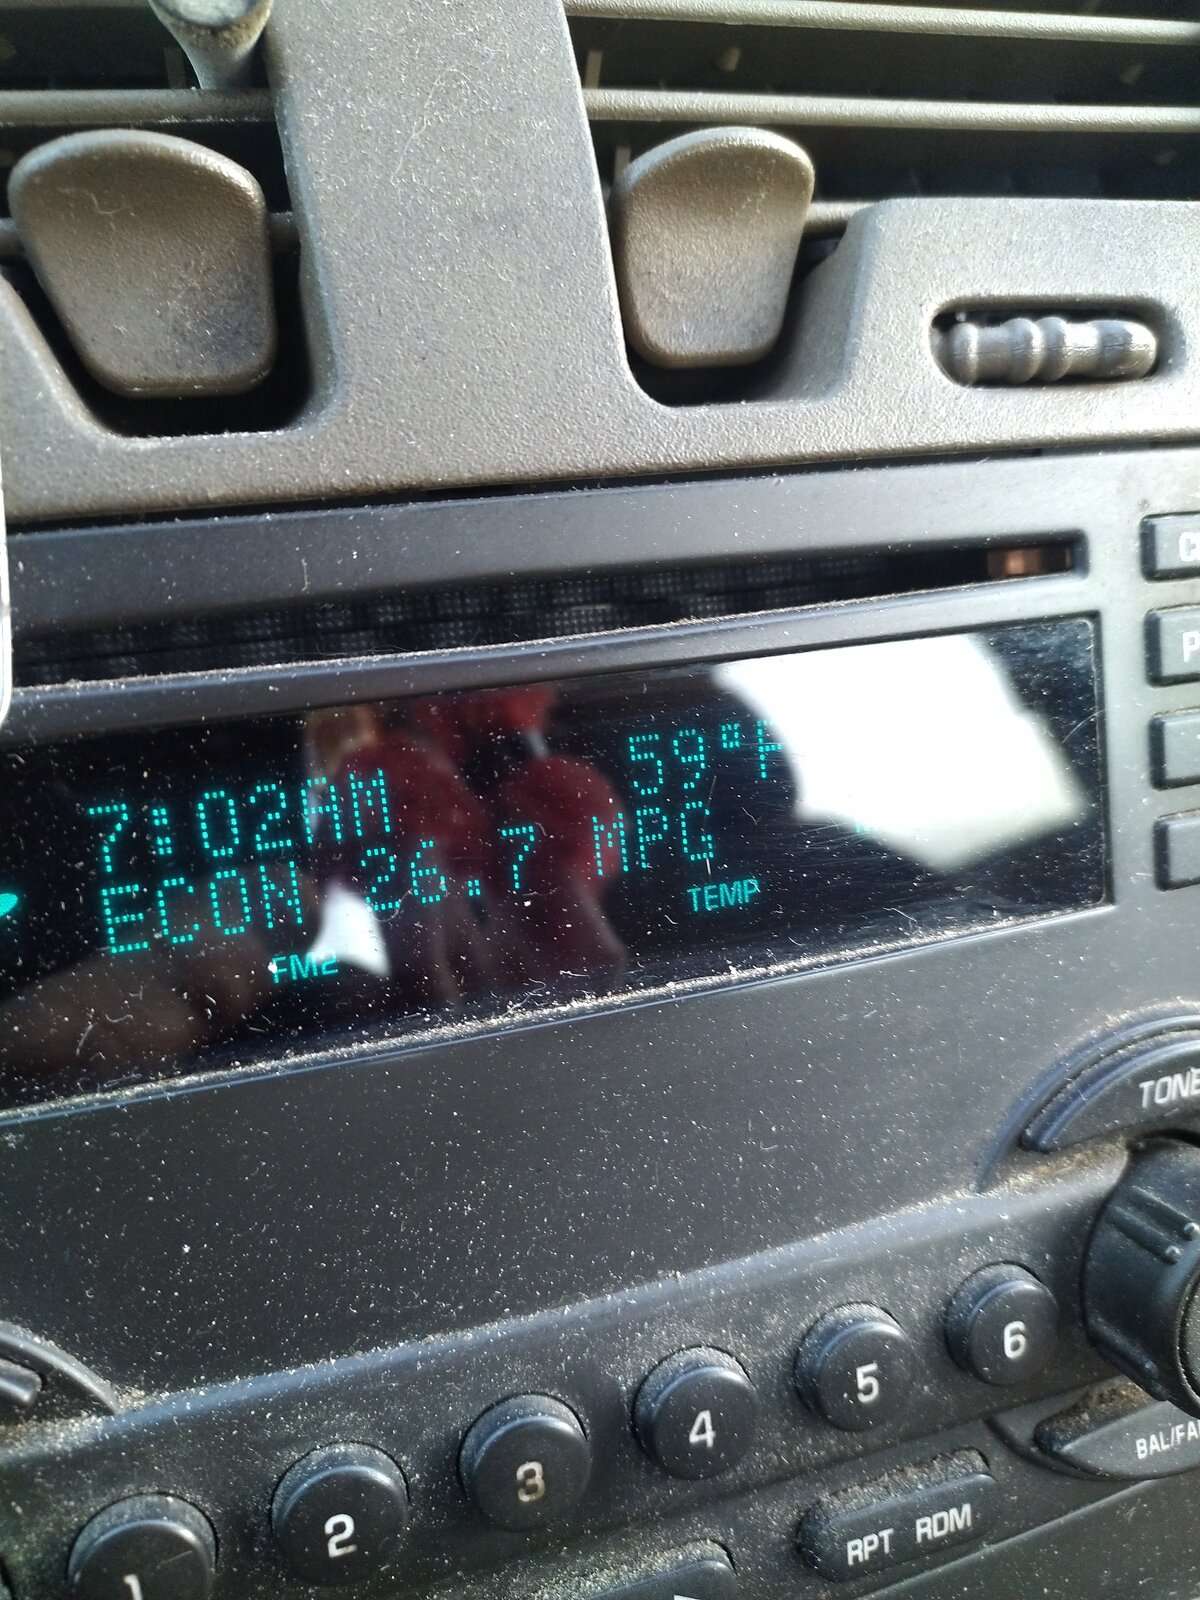 7:02AM 59°F
ECON 26.7 MPG
FM2 TEMP
TONE
1 2 3 4 5 6
BAL/FA
RPT RDM